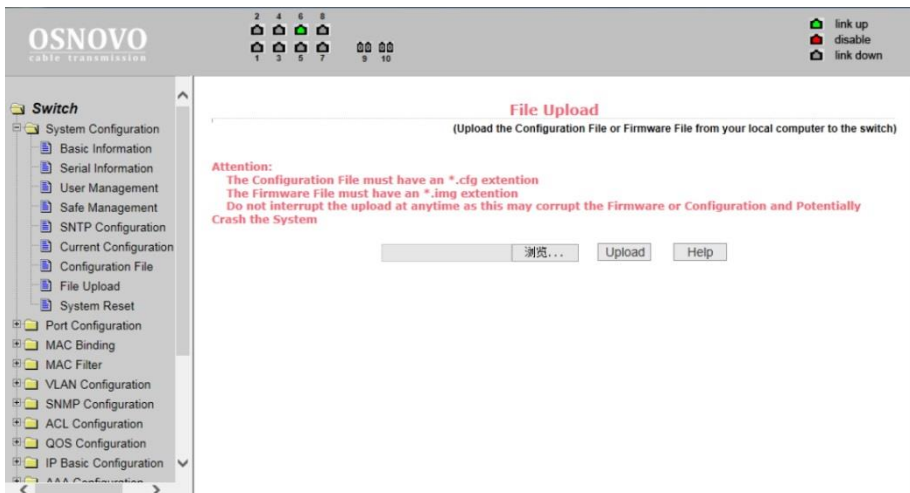 OSNOVO
cable transmission
2 4 6 8
1 3 5 7 9 10
link up
disable
link down
Switch
System Configuration
Basic Information
Serial Information
User Management
Safe Management
SNTP Configuration
Current Configuration
Configuration File
File Upload
System Reset
Port Configuration
MAC Binding
MAC Filter
VLAN Configuration
SNMP Configuration
ACL Configuration
QOS Configuration
IP Basic Configuration
AAA Configuration
File Upload
(Upload the Configuration File or Firmware File from your local computer to the switch)
Attention:
The Configuration File must have an *.cfg extention
The Firmware File must have an *.img extention
Do not interrupt the upload at anytime as this may corrupt the Firmware or Configuration and Potentially
Crash the System
浏览... Upload Help